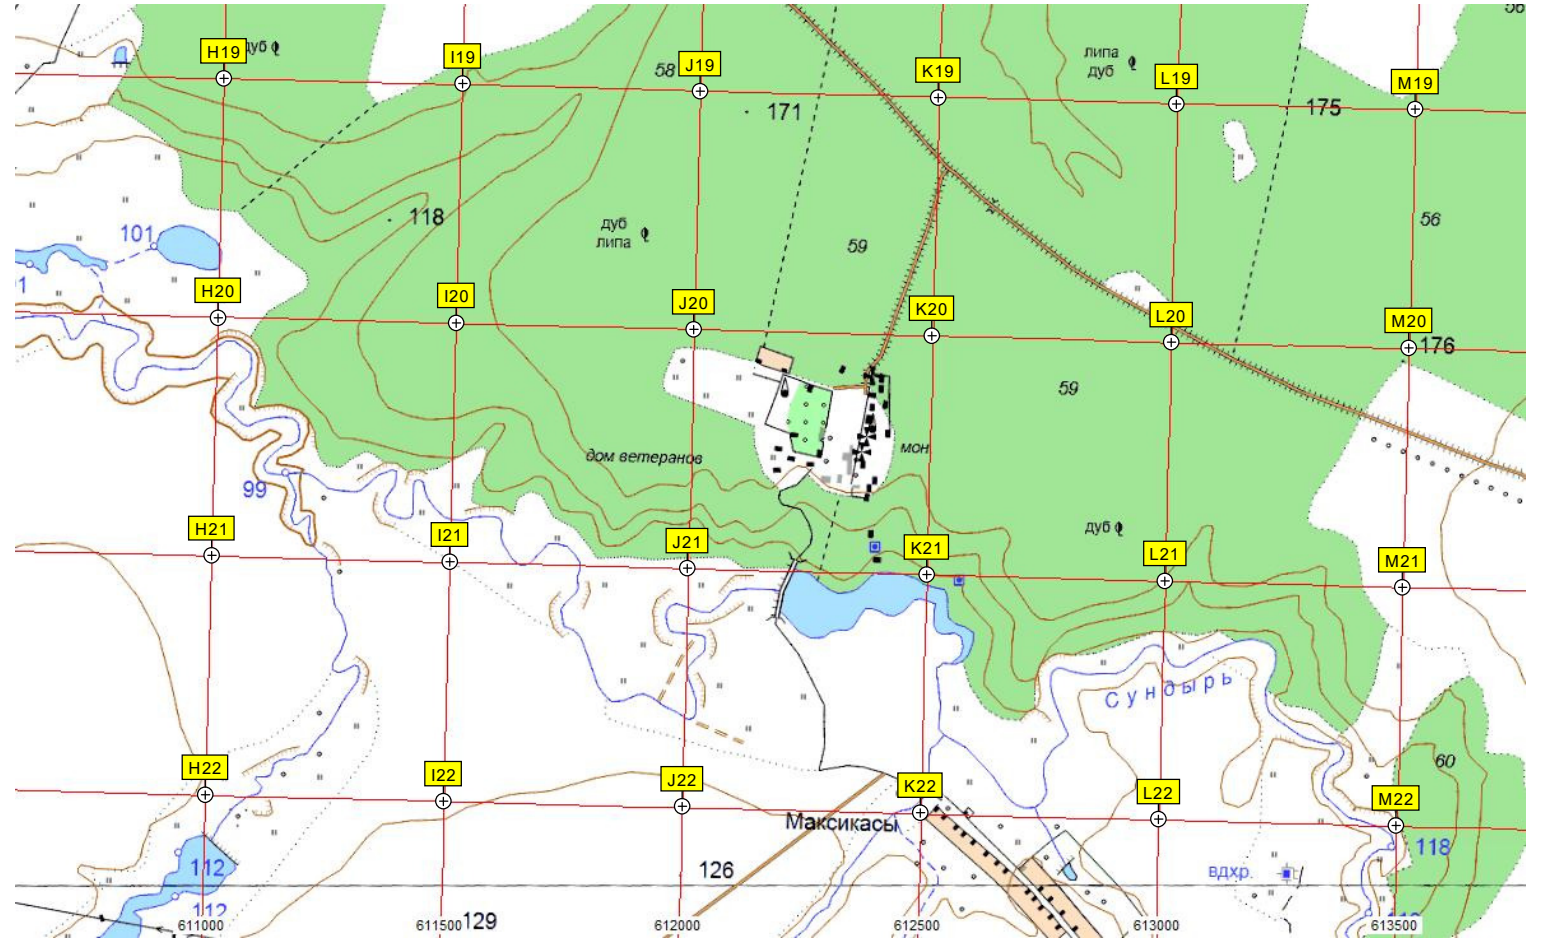 56
H19
дуб
I19
58
J19
K19
липа
дуб
L19
M19
171
175
118
56
101
дуб
липа
59
H20
I20
J20
K20
L20
M20
176
59
дом ветеранов
мон.
99
H21
I21
J21
K21
дуб
L21
M21
Сундырь
60
H22
I22
J22
K22
L22
M22
Максикасы
118
112
126
вдхр.
112
129
611000
611500
612000
612500
613000
613500